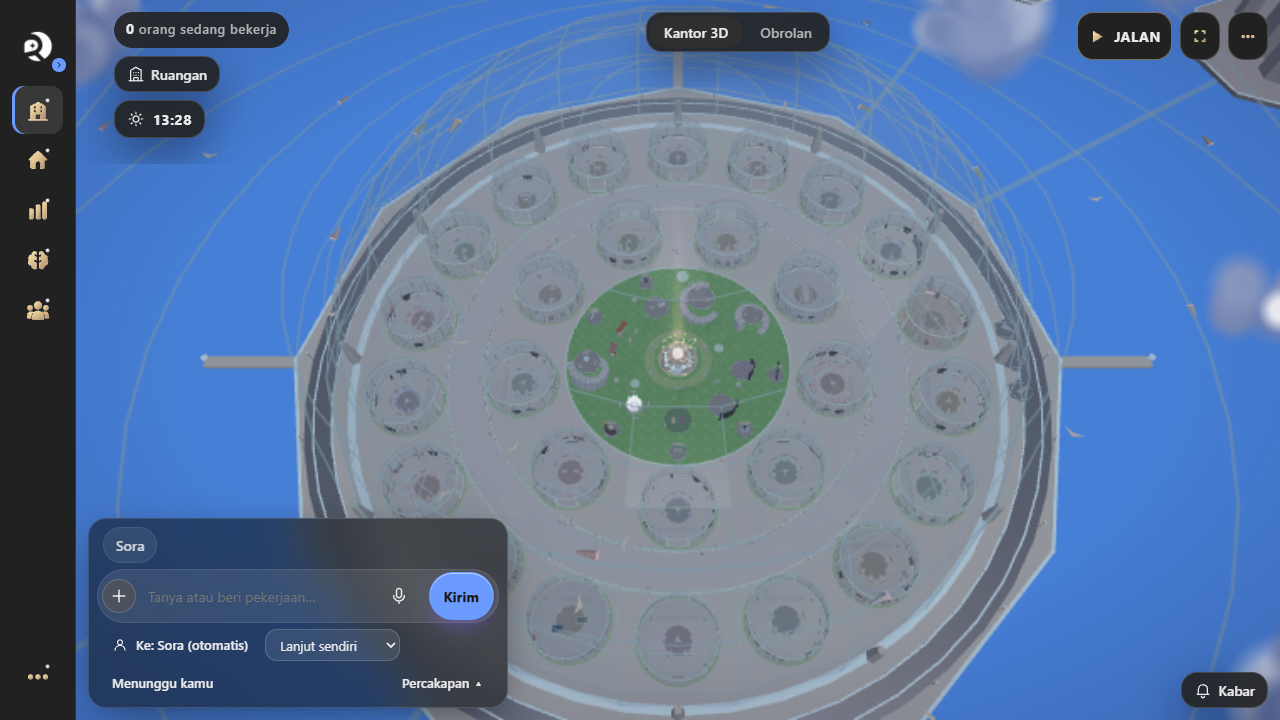 0 orang sedang bekerja
Kantor 3D
Obrolan
JALAN
Ruangan
13:28
Sora
Tanya atau beri pekerjaan...
Kirim
Ke: Sora (otomatis)
Lanjut sendiri
Menunggu kamu
Percakapan
Kabar